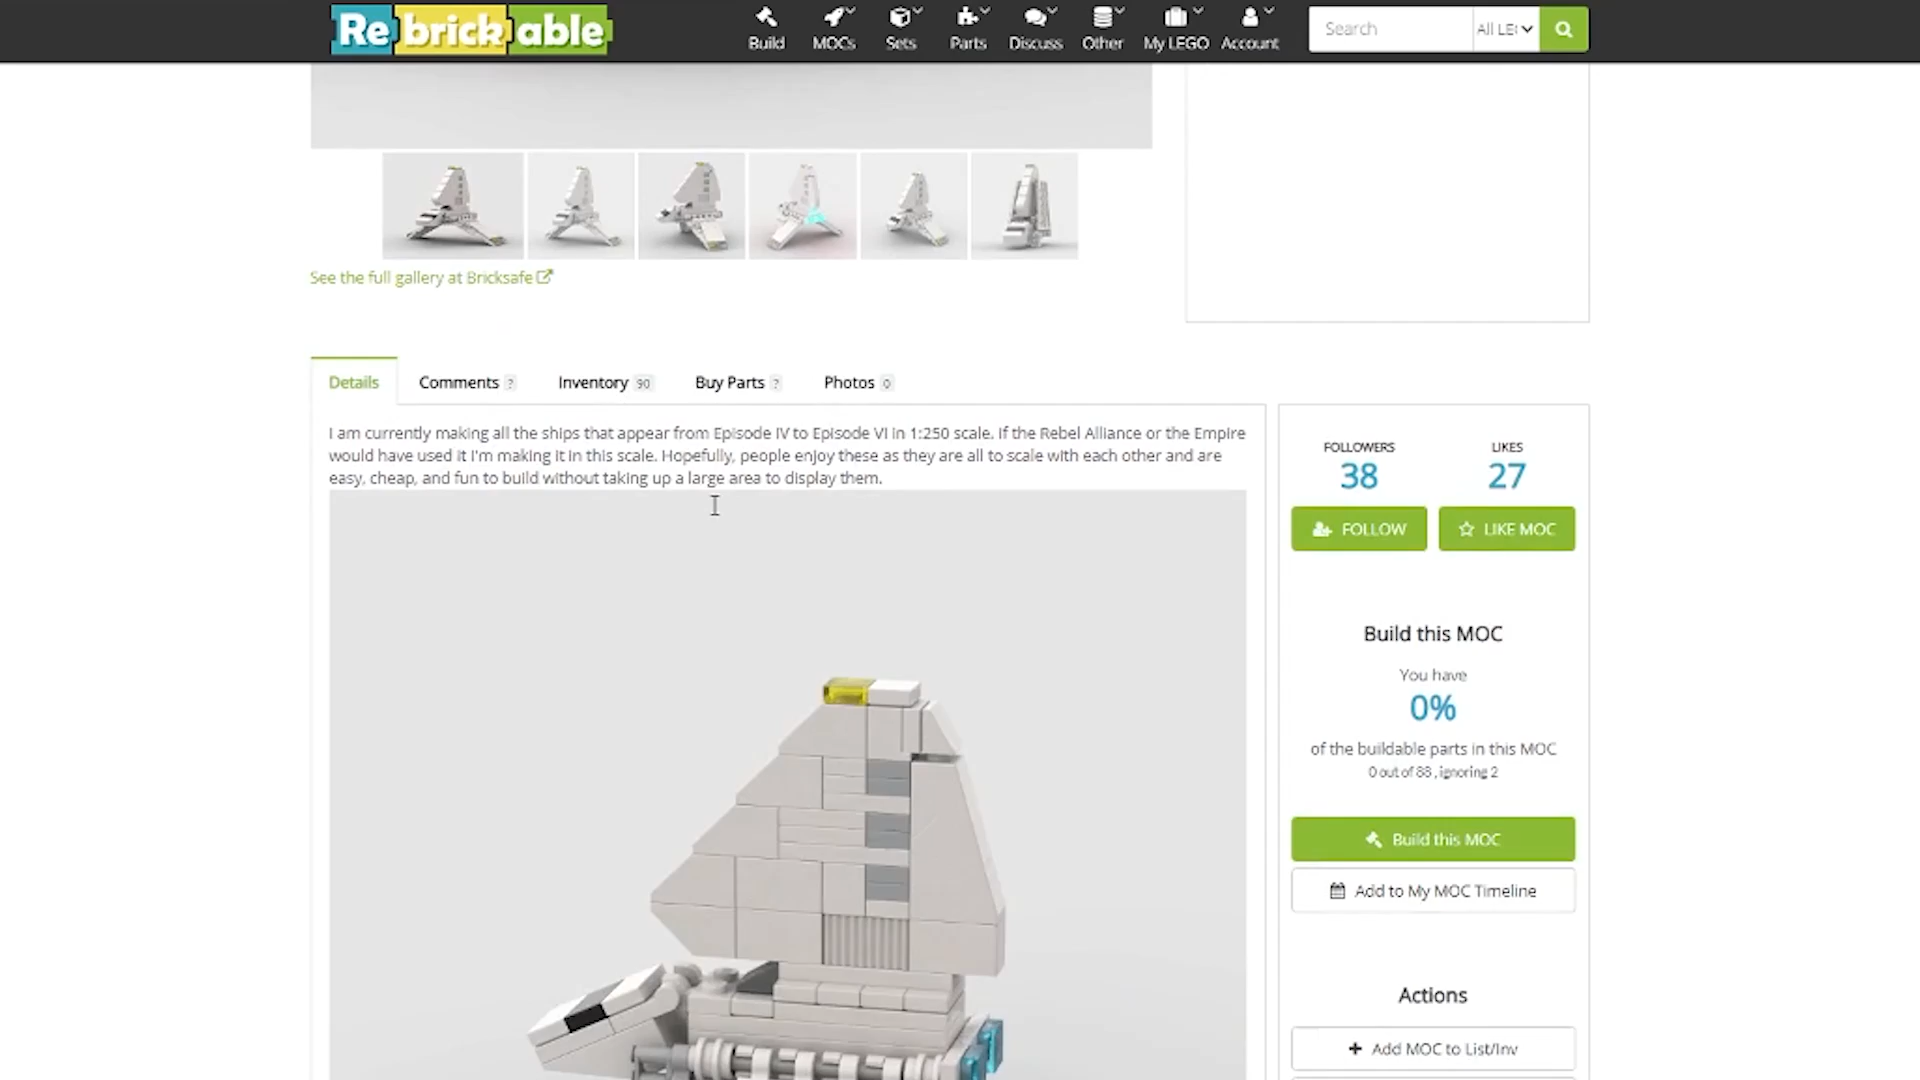 Rebrickable
Build MOCs Sets Parts Discuss Other My LEGO Account
Search All LE
See the full gallery at Bricksafe
Details Comments ? Inventory 90 Buy Parts ? Photos 0
I am currently making all the ships that appear from Episode IV to Episode VI in 1:250 scale. If the Rebel Alliance or the Empire
would have used it I'm making it in this scale. Hopefully, people enjoy these as they are all to scale with each other and are
easy, cheap, and fun to build without taking up a large area to display them.
FOLLOWERS LIKES
38 27
FOLLOW LIKE MOC
Build this MOC
You have
0%
of the buildable parts in this MOC
0 out of 88, ignoring 2
Build this MOC
Add to My MOC Timeline
Actions
+ Add MOC to List/Inv